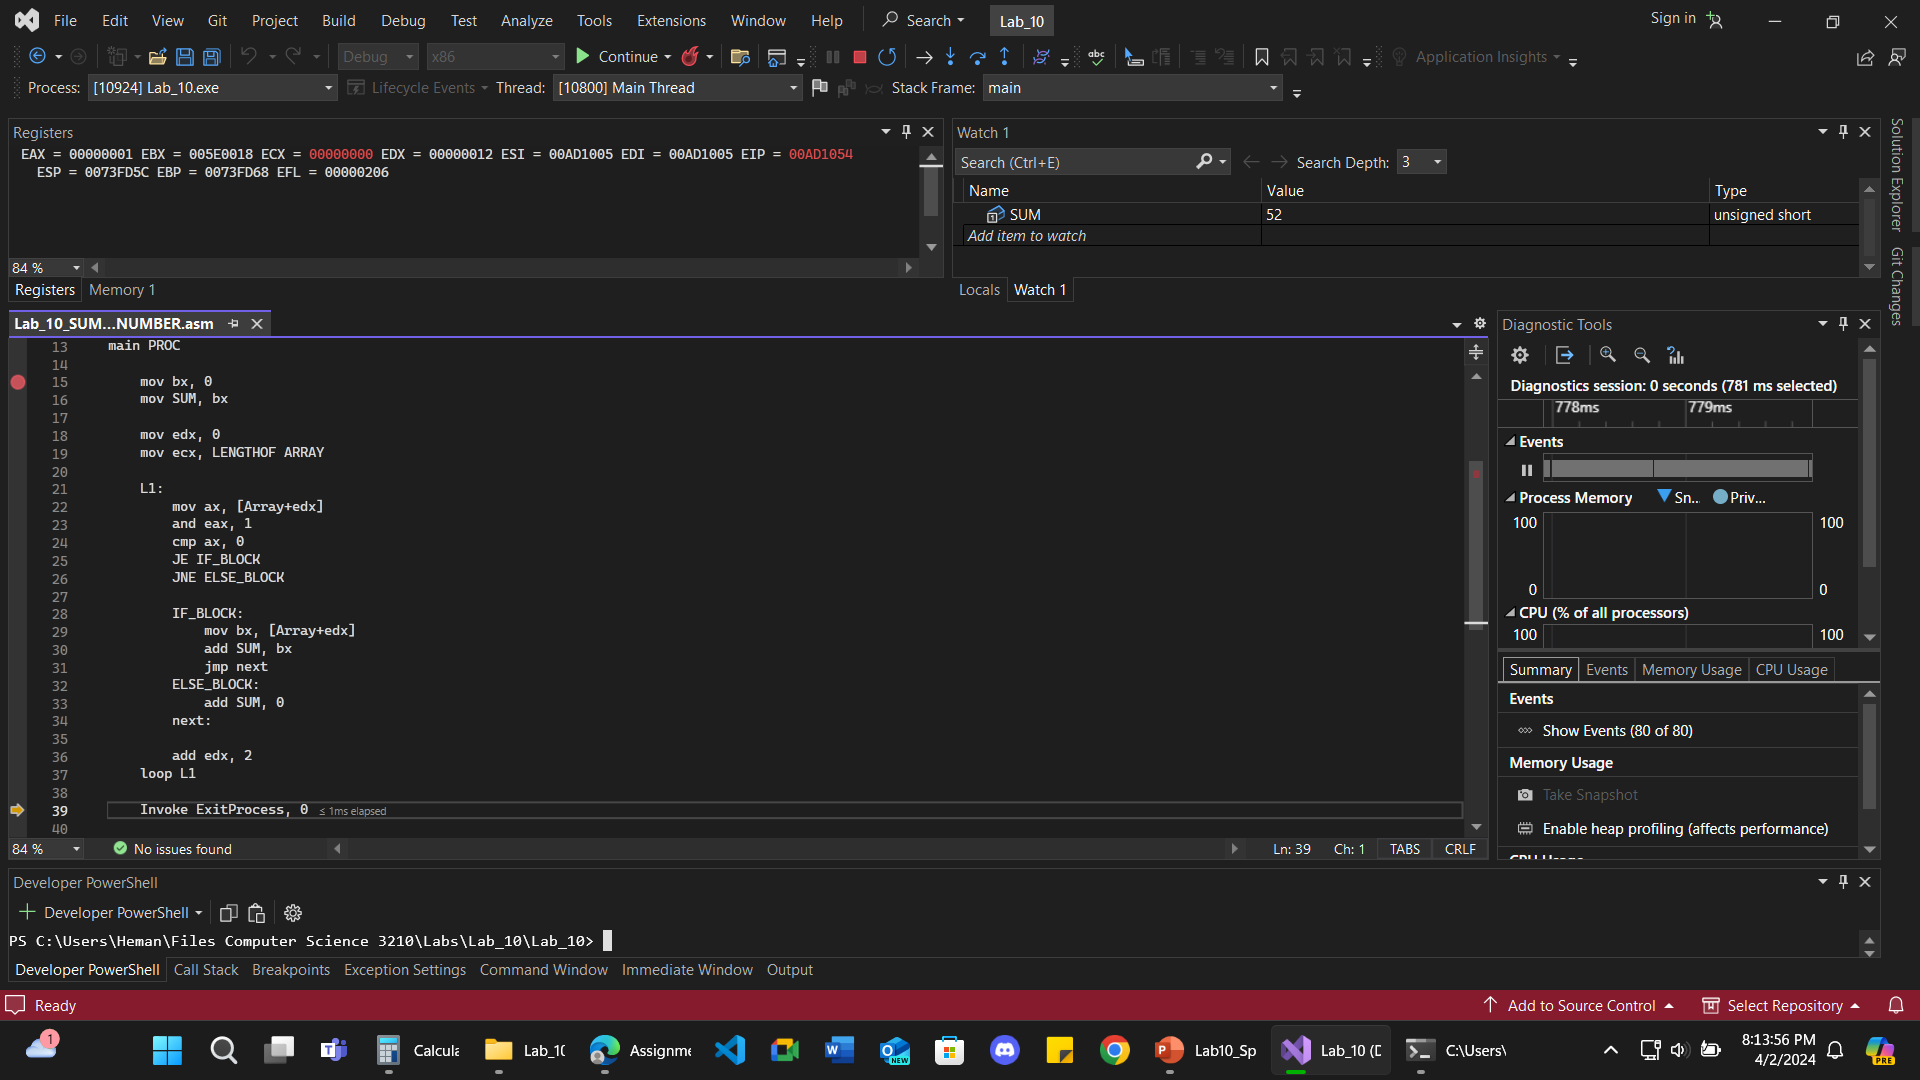 File Edit View Git Project Build Debug Test Analyze Tools Extensions Window Help Search Lab_10 Sign in
Debug x86 Continue Application Insights
Process: [10924] Lab_10.exe Lifecycle Events Thread: [10800] Main Thread Stack Frame: main
Registers
EAX = 00000001 EBX = 005E0018 ECX = 00000000 EDX = 00000012 ESI = 00AD1005 EDI = 00AD1005 EIP = 00AD1054
ESP = 0073FD5C EBP = 0073FD68 EFL = 00000206
84 %
Registers Memory 1
Watch 1
Search (Ctrl+E) Search Depth: 3
Name Value Type
SUM 52 unsigned short
Add item to watch
Locals Watch 1
Solution Explorer
Git Changes
Lab_10_SUM...NUMBER.asm
13 main PROC
14
15 mov bx, 0
16 mov SUM, bx
17
18 mov edx, 0
19 mov ecx, LENGTHOF ARRAY
20
21 L1:
22 mov ax, [Array+edx]
23 and eax, 1
24 cmp ax, 0
25 JE IF_BLOCK
26 JNE ELSE_BLOCK
27
28 IF_BLOCK:
29 mov bx, [Array+edx]
30 add SUM, bx
31 jmp next
32 ELSE_BLOCK:
33 add SUM, 0
34 next:
35
36 add edx, 2
37 loop L1
38
39 Invoke ExitProcess, 0 ≤ 1ms elapsed
40
84 % No issues found Ln: 39 Ch: 1 TABS CRLF
Diagnostic Tools
Diagnostics session: 0 seconds (781 ms selected)
778ms 779ms
Events
Process Memory Sn... Priv...
100 100
0 0
CPU (% of all processors)
100 100
Summary Events Memory Usage CPU Usage
Events
Show Events (80 of 80)
Memory Usage
Take Snapshot
Enable heap profiling (affects performance)
CPU Usage
Developer PowerShell
Developer PowerShell
PS C:\Users\Heman\Files Computer Science 3210\Labs\Lab_10\Lab_10>
Developer PowerShell Call Stack Breakpoints Exception Settings Command Window Immediate Window Output
Ready Add to Source Control Select Repository
1 Calcula Lab_10 Assignme NEW Lab10_Sp Lab_10 (D C:\Users\ 8:13:56 PM
4/2/2024 PRE